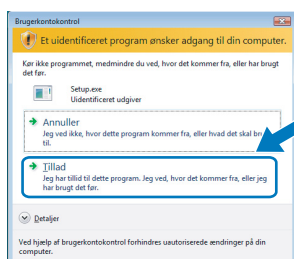 Brugerkontokontrol
Et uidentificeret program ønsker adgang til din computer.
Kør ikke programmet, medmindre du ved, hvor det kommer fra, eller har brugt
det før.
Setup.exe
Uidentificeret udgiver
Annuller
Jeg ved ikke, hvor dette program kommer fra, eller hvad det skal
til.
Tillad
Jeg har tillid til dette program. Jeg ved, hvor det kommer fra, eller jeg
har brugt det før.
Detaljer
Ved hjælp af brugerkontokontrol forhindres uautoriserede ændringer på din
computer.